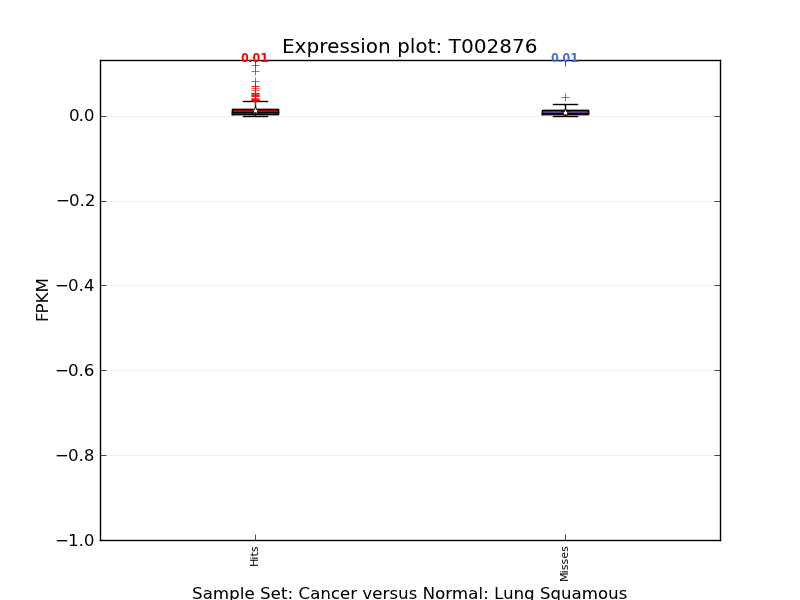 Expression plot: T002876
0.01
0.01
0.0
−0.2
−0.4
−0.6
−0.8
−1.0
FPKM
Hits
Misses
Sample Set: Cancer versus Normal: Lung Squamous